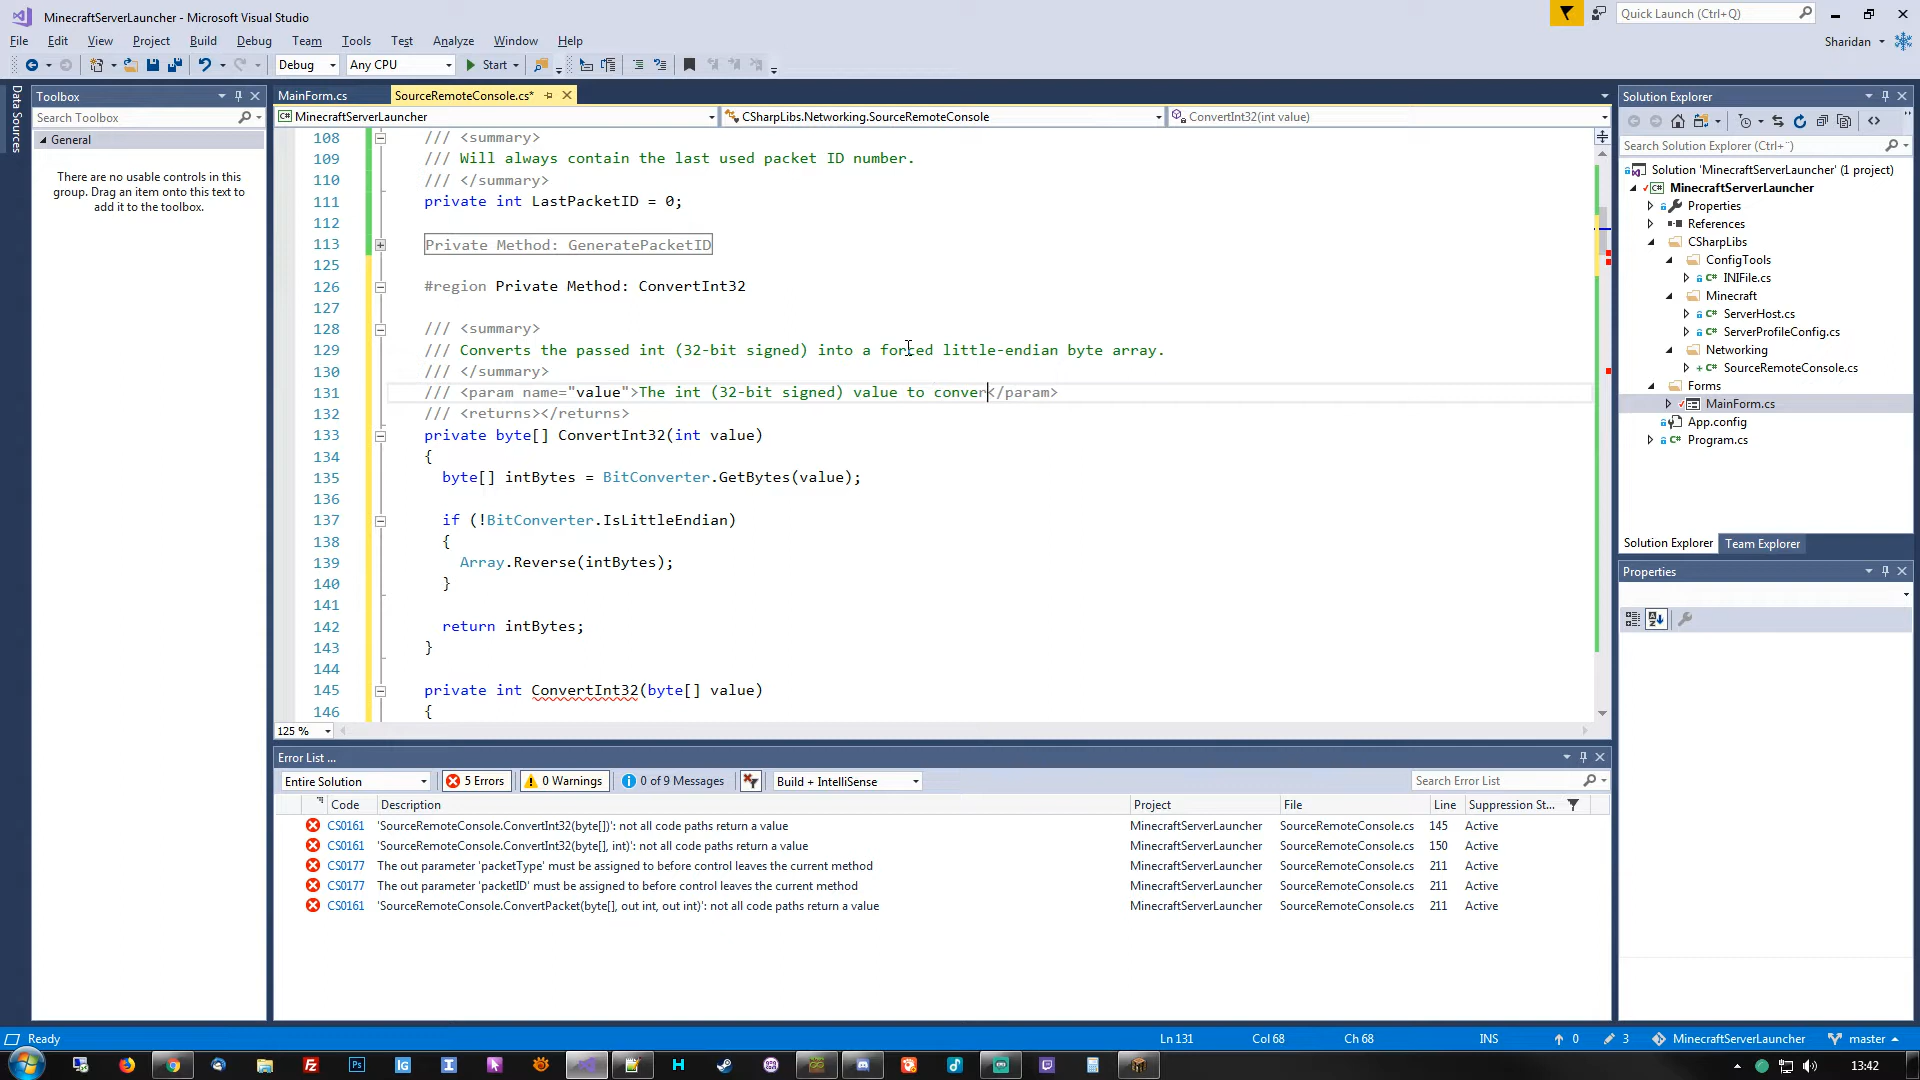 MinecraftServerLauncher - Microsoft Visual Studio
Quick Launch (Ctrl+Q)
File Edit View Project Build Debug Team Tools Test Analyze Window Help
Sharidan
Debug Any CPU Start
Data Sources
Toolbox
Search Toolbox
General
There are no usable controls in this
group. Drag an item onto this text to
add it to the toolbox.
MainForm.cs SourceRemoteConsole.cs*
MinecraftServerLauncher CSharpLibs.Networking.SourceRemoteConsole ConvertInt32(int value)
108 /// <summary>
109 /// Will always contain the last used packet ID number.
110 /// </summary>
111 private int LastPacketID = 0;
112
113 Private Method: GeneratePacketID
125
126 #region Private Method: ConvertInt32
127
128 /// <summary>
129 /// Converts the passed int (32-bit signed) into a forced little-endian byte array.
130 /// </summary>
131 /// <param name="value">The int (32-bit signed) value to conver</param>
132 /// <returns></returns>
133 private byte[] ConvertInt32(int value)
134 {
135 byte[] intBytes = BitConverter.GetBytes(value);
136
137 if (!BitConverter.IsLittleEndian)
138 {
139 Array.Reverse(intBytes);
140 }
141
142 return intBytes;
143 }
144
145 private int ConvertInt32(byte[] value)
146 {
125 %
Solution Explorer
Search Solution Explorer (Ctrl+¨)
Solution 'MinecraftServerLauncher' (1 project)
MinecraftServerLauncher
Properties
References
CSharpLibs
ConfigTools
INIFile.cs
Minecraft
ServerHost.cs
ServerProfileConfig.cs
Networking
SourceRemoteConsole.cs
Forms
MainForm.cs
App.config
Program.cs
Solution Explorer Team Explorer
Properties
Error List ...
Entire Solution 5 Errors 0 Warnings 0 of 9 Messages Build + IntelliSense Search Error List
Code Description Project File Line Suppression St...
CS0161 'SourceRemoteConsole.ConvertInt32(byte[])': not all code paths return a value MinecraftServerLauncher SourceRemoteConsole.cs 145 Active
CS0161 'SourceRemoteConsole.ConvertInt32(byte[], int)': not all code paths return a value MinecraftServerLauncher SourceRemoteConsole.cs 150 Active
CS0177 The out parameter 'packetType' must be assigned to before control leaves the current method MinecraftServerLauncher SourceRemoteConsole.cs 211 Active
CS0177 The out parameter 'packetID' must be assigned to before control leaves the current method MinecraftServerLauncher SourceRemoteConsole.cs 211 Active
CS0161 'SourceRemoteConsole.ConvertPacket(byte[], out int, out int)': not all code paths return a value MinecraftServerLauncher SourceRemoteConsole.cs 211 Active
Ready Ln 131 Col 68 Ch 68 INS 0 3 MinecraftServerLauncher master
13:42